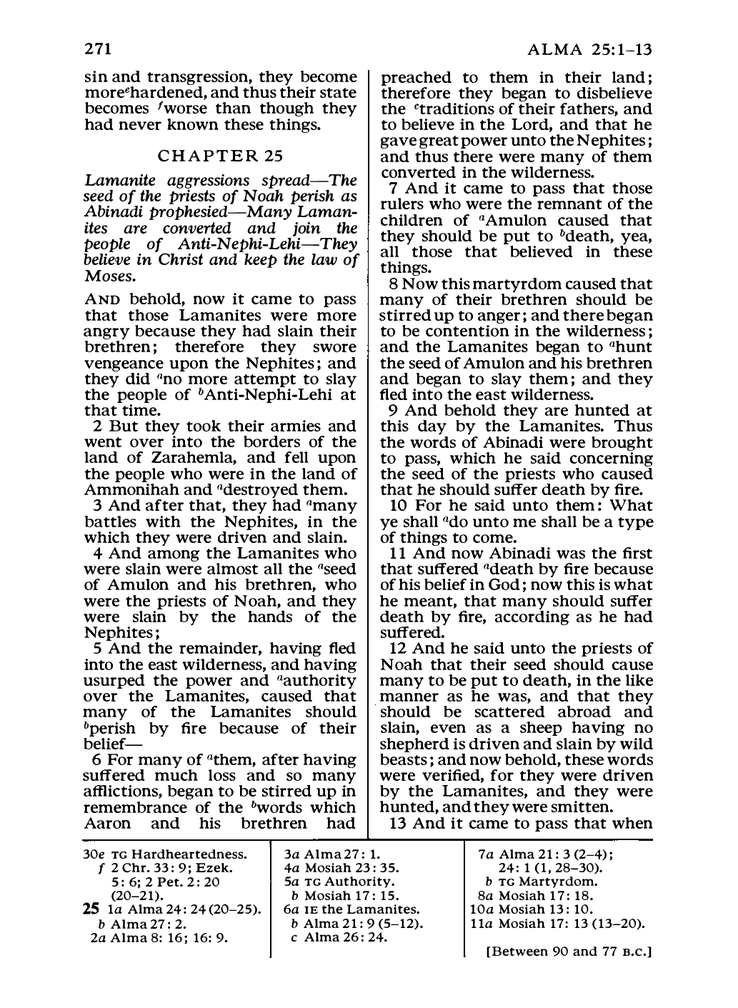 271
ALMA 25:1–13
sin and transgression, they become
more ᵉhardened, and thus their state
becomes ᶠworse than though they
had never known these things.
CHAPTER 25
Lamanite aggressions spread—The
seed of the priests of Noah perish as
Abinadi prophesied—Many Laman-
ites are converted and join the
people of Anti-Nephi-Lehi—They
believe in Christ and keep the law of
Moses.
AND behold, now it came to pass
that those Lamanites were more
angry because they had slain their
brethren; therefore they swore
vengeance upon the Nephites; and
they did ᵃno more attempt to slay
the people of ᵇAnti-Nephi-Lehi at
that time.
2 But they took their armies and
went over into the borders of the
land of Zarahemla, and fell upon
the people who were in the land of
Ammonihah and ᵃdestroyed them.
3 And after that, they had ᵃmany
battles with the Nephites, in the
which they were driven and slain.
4 And among the Lamanites who
were slain were almost all the ᵃseed
of Amulon and his brethren, who
were the priests of Noah, and they
were slain by the hands of the
Nephites;
5 And the remainder, having fled
into the east wilderness, and having
usurped the power and ᵃauthority
over the Lamanites, caused that
many of the Lamanites should
ᵇperish by fire because of their
belief—
6 For many of ᵃthem, after having
suffered much loss and so many
afflictions, began to be stirred up in
remembrance of the ᵇwords which
Aaron and his brethren had
preached to them in their land;
therefore they began to disbelieve
the ᶜtraditions of their fathers, and
to believe in the Lord, and that he
gave great power unto the Nephites;
and thus there were many of them
converted in the wilderness.
7 And it came to pass that those
rulers who were the remnant of the
children of ᵃAmulon caused that
they should be put to ᵇdeath, yea,
all those that believed in these
things.
8 Now this martyrdom caused that
many of their brethren should be
stirred up to anger; and there began
to be contention in the wilderness;
and the Lamanites began to ᵃhunt
the seed of Amulon and his brethren
and began to slay them; and they
fled into the east wilderness.
9 And behold they are hunted at
this day by the Lamanites. Thus
the words of Abinadi were brought
to pass, which he said concerning
the seed of the priests who caused
that he should suffer death by fire.
10 For he said unto them: What
ye shall ᵃdo unto me shall be a type
of things to come.
11 And now Abinadi was the first
that suffered ᵃdeath by fire because
of his belief in God; now this is what
he meant, that many should suffer
death by fire, according as he had
suffered.
12 And he said unto the priests of
Noah that their seed should cause
many to be put to death, in the like
manner as he was, and that they
should be scattered abroad and
slain, even as a sheep having no
shepherd is driven and slain by wild
beasts; and now behold, these words
were verified, for they were driven
by the Lamanites, and they were
hunted, and they were smitten.
13 And it came to pass that when
30e TG Hardheartedness.
f 2 Chr. 33: 9; Ezek.
5: 6; 2 Pet. 2: 20
(20–21).
25 1a Alma 24: 24 (20–25).
b Alma 27: 2.
2a Alma 8: 16; 16: 9.
3a Alma 27: 1.
4a Mosiah 23: 35.
5a TG Authority.
b Mosiah 17: 15.
6a IE the Lamanites.
b Alma 21: 9 (5–12).
c Alma 26: 24.
7a Alma 21: 3 (2–4);
24: 1 (1, 28–30).
b TG Martyrdom.
8a Mosiah 17: 18.
10a Mosiah 13: 10.
11a Mosiah 17: 13 (13–20).
[Between 90 and 77 B.C.]